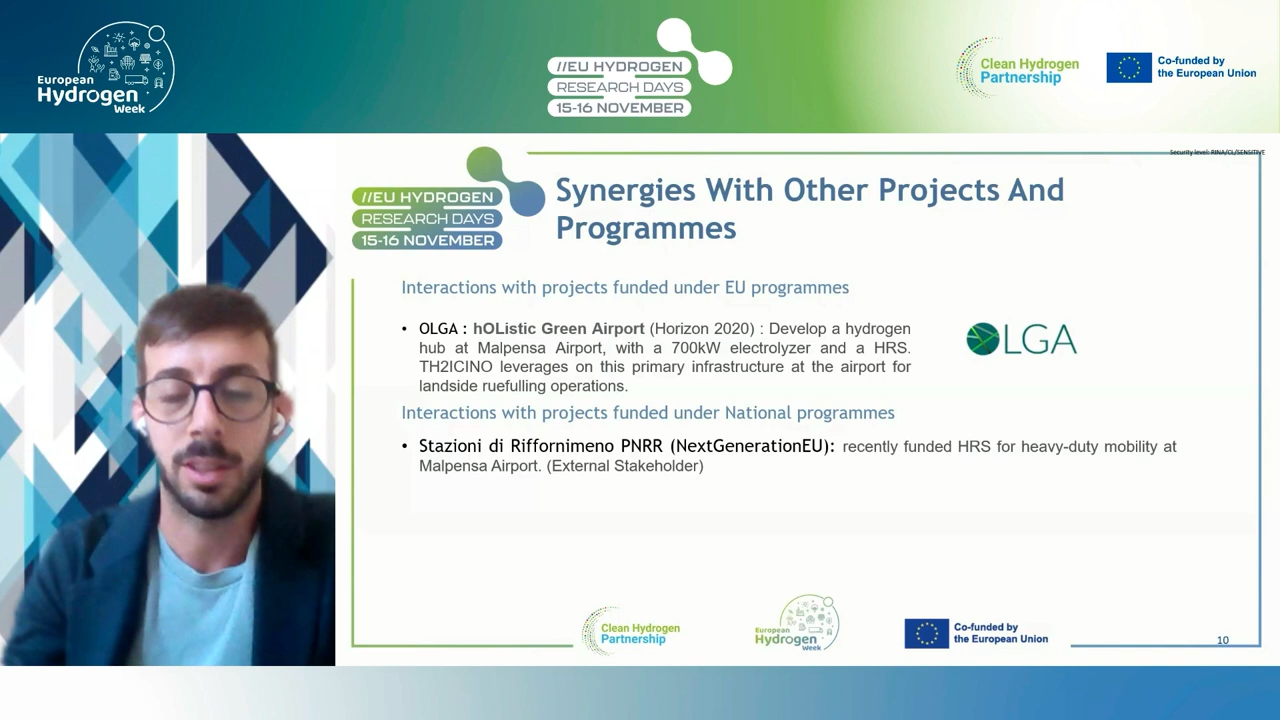 European
Hydrogen
Week
//EU HYDROGEN
RESEARCH DAYS
15-16 NOVEMBER
Clean Hydrogen
Partnership
Co-funded by
the European Union
Security level: RINA/CL/SENSITIVE
//EU HYDROGEN
RESEARCH DAYS
15-16 NOVEMBER
Synergies With Other Projects And
Programmes
Interactions with projects funded under EU programmes
• OLGA : hOListic Green Airport (Horizon 2020) : Develop a hydrogen
hub at Malpensa Airport, with a 700kW electrolyzer and a HRS.
TH2ICINO leverages on this primary infrastructure at the airport for
landside ruefulling operations.
OLGA
Interactions with projects funded under National programmes
• Stazioni di Riffornimeno PNRR (NextGenerationEU): recently funded HRS for heavy-duty mobility at
Malpensa Airport. (External Stakeholder)
Clean Hydrogen
Partnership
European
Hydrogen
Week
Co-funded by
the European Union
10